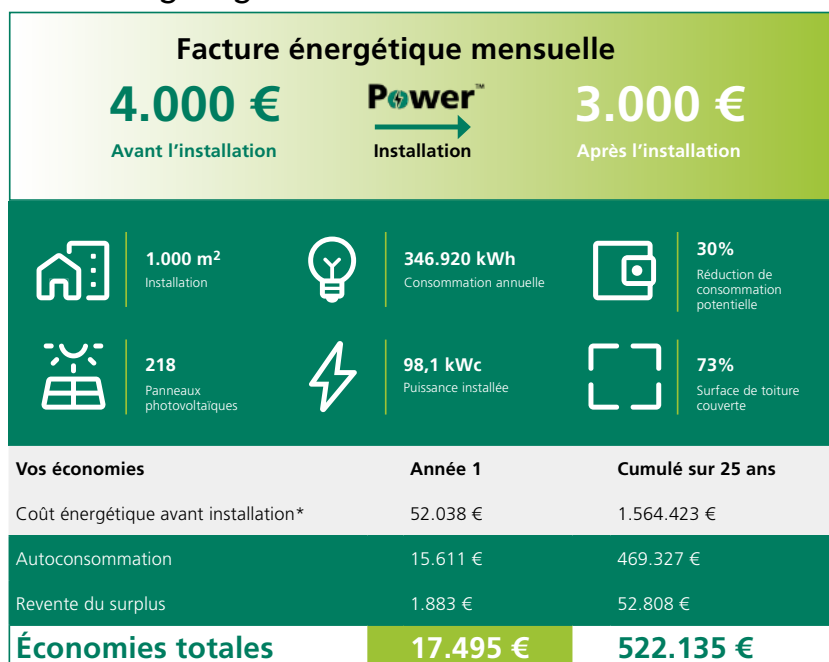 Facture énergétique mensuelle
4.000 €
Avant l'installation
Power™
Installation
3.000 €
Après l'installation
1.000 m²
Installation
346.920 kWh
Consommation annuelle
30%
Réduction de
consommation
potentielle
218
Panneaux
photovoltaïques
98,1 kWc
Puissance installée
73%
Surface de toiture
couverte
Vos économies Année 1 Cumulé sur 25 ans
Coût énergétique avant installation* 52.038 € 1.564.423 €
Autoconsommation 15.611 € 469.327 €
Revente du surplus 1.883 € 52.808 €
Économies totales 17.495 € 522.135 €